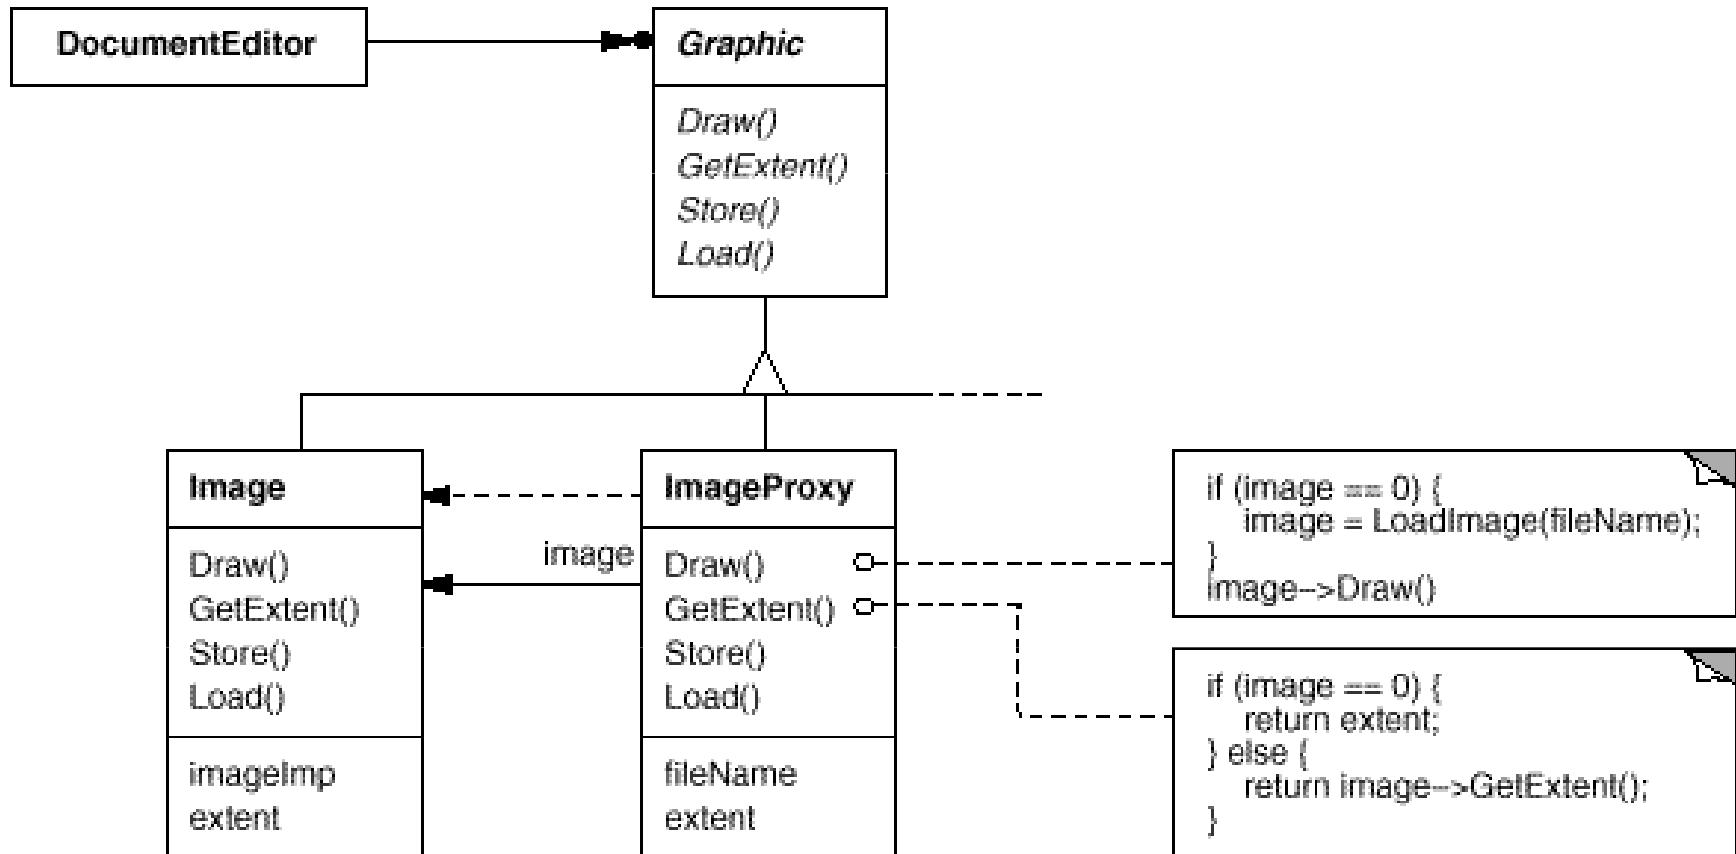 DocumentEditor
Graphic
Draw()
GetExtent()
Store()
Load()
Image
Draw()
GetExtent()
Store()
Load()
imageImp
extent
image
ImageProxy
Draw()
GetExtent()
Store()
Load()
fileName
extent
if (image == 0) {
image = LoadImage(fileName);
}
image-->Draw()
if (image == 0) {
return extent;
} else {
return image-->GetExtent();
}